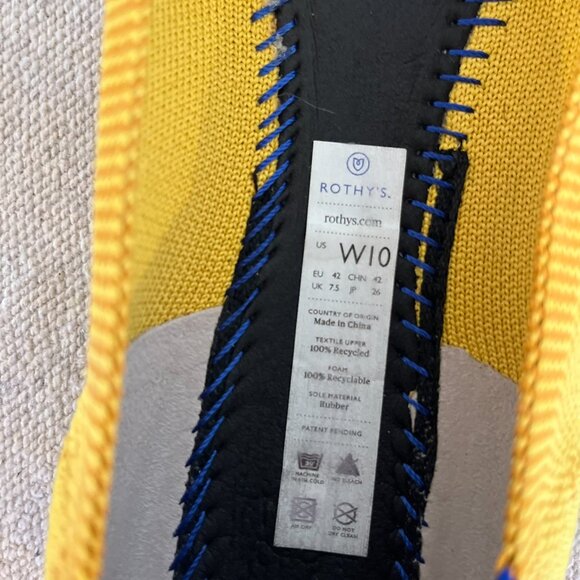 ROTHY'S
rothys.com
US W10
EU 42 CHN 42
UK 7.5 JP 26
COUNTRY OF ORIGIN
Made in China
TEXTILE UPPER
100% Recycled
FOAM
100% Recyclable
SOLE MATERIAL
Rubber
PATENT PENDING
MACHINE NO BLEACH
WASH COLD
AIR DRY DO NOT
DRY CLEAN